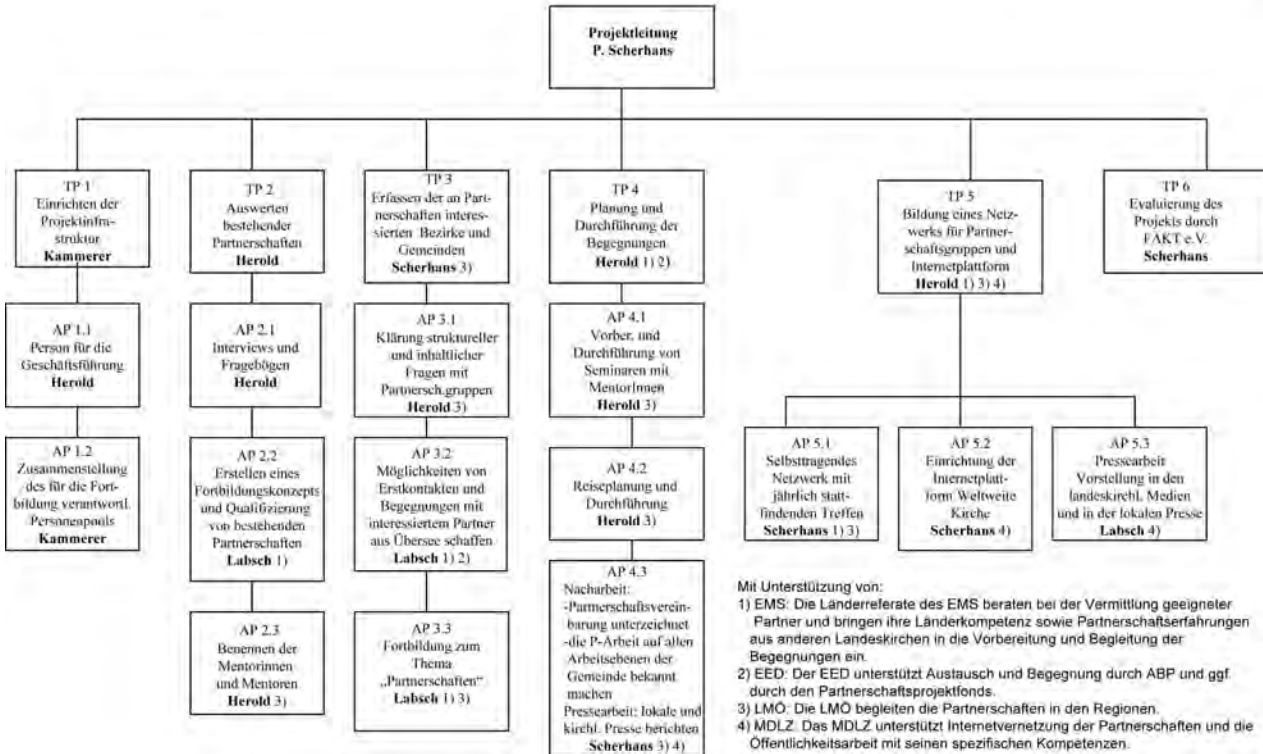 Projektleitung
P. Scherhans
TP 1
Einrichten der
Projektinfra-
struktur
Kammerer
TP 2
Auswerten
bestehender
Partnerschaften
Herold
TP 3
Erfassen der an Part-
nerschaften interes-
sierten Bezirke und
Gemeinden
Scherhans 3)
TP 4
Planung und
Durchführung der
Begegnungen
Herold 1) 2)
TP 5
Bildung eines Netz-
werks für Partner-
schaftsgruppen und
Internetplattform
Herold 1) 3) 4)
TP 6
Evaluierung des
Projekts durch
FAKT e.V.
Scherhans
AP 1.1
Person für die
Geschäftsführung
Herold
AP 2.1
Interviews und
Fragebögen
Herold
AP 3.1
Klärung struktureller
und inhaltlicher
Fragen mit
Partnersch.gruppen
Herold 3)
AP 4.1
Vorber. und
Durchführung von
Seminaren mit
MentorInnen
Herold 3)
AP 1.2
Zusammenstellung
des für die Fort-
bildung verantwortl.
Personenpools
Kammerer
AP 2.2
Erstellen eines
Fortbildungskonzepts
und Qualifizierung
von bestehenden
Partnerschaften
Labsch 1)
AP 3.2
Möglichkeiten von
Erstkontakten und
Begegnungen mit
interessiertem Partner
aus Übersee schaffen
Labsch 1) 2)
AP 4.2
Reiseplanung und
Durchführung
Herold 3)
AP 5.1
Selbsttragendes
Netzwerk mit
jährlich statt-
findenden Treffen
Scherhans 1) 3)
AP 5.2
Einrichtung der
Internetplatt-
form Weltweite
Kirche
Scherhans 4)
AP 5.3
Pressearbeit
Vorstellung in den
landeskirchl. Medien
und in der lokalen Presse
Labsch 4)
AP 2.3
Benennen der
Mentorinnen
und Mentoren
Herold 3)
AP 3.3
Fortbildung zum
Thema
„Partnerschaften“
Labsch 1) 3)
AP 4.3
Nacharbeit:
-Partnerschaftsverein-
barung unterzeichnet
-die P-Arbeit auf allen
Arbeitsebenen der
Gemeinde bekannt
machen
Pressearbeit: lokale und
kirchl. Presse berichten
Scherhans 3) 4)
Mit Unterstützung von:
1) EMS: Die Länderreferate des EMS beraten bei der Vermittlung geeigneter
Partner und bringen ihre Länderkompetenz sowie Partnerschaftserfahrungen
aus anderen Landeskirchen in die Vorbereitung und Begleitung der
Begegnungen ein.
2) EED: Der EED unterstützt Austausch und Begegnung durch ABP und ggf.
durch den Partnerschaftsprojektfonds.
3) LMÖ: Die LMÖ begleiten die Partnerschaften in den Regionen.
4) MDLZ: Das MDLZ unterstützt Internetvernetzung der Partnerschaften und die
Öffentlichkeitsarbeit mit seinen spezifischen Kompetenzen.